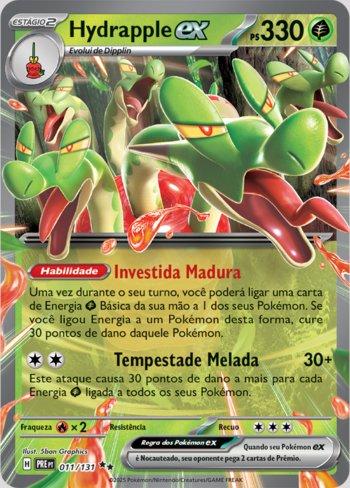 ESTÁGIO 2 Hydrapple ex PS 330
Evolui de Dipplin
Habilidade Investida Madura
Uma vez durante o seu turno, você poderá ligar uma carta
de Energia Básica da sua mão a 1 dos seus Pokémon. Se
você ligou Energia a um Pokémon desta forma, cure
30 pontos de dano daquele Pokémon.
Tempestade Melada 30+
Este ataque causa 30 pontos de dano a mais para cada
Energia ligada a todos os seus Pokémon.
Fraqueza x2 Resistência Recuo
Regra dos Pokémon ex
Quando seu Pokémon ex
é Nocauteado, seu oponente pega 2 cartas de Prêmio.
Ilust. 5ban Graphics
H PRE PT 011/131
©2025 Pokémon/Nintendo/Creatures/GAME FREAK